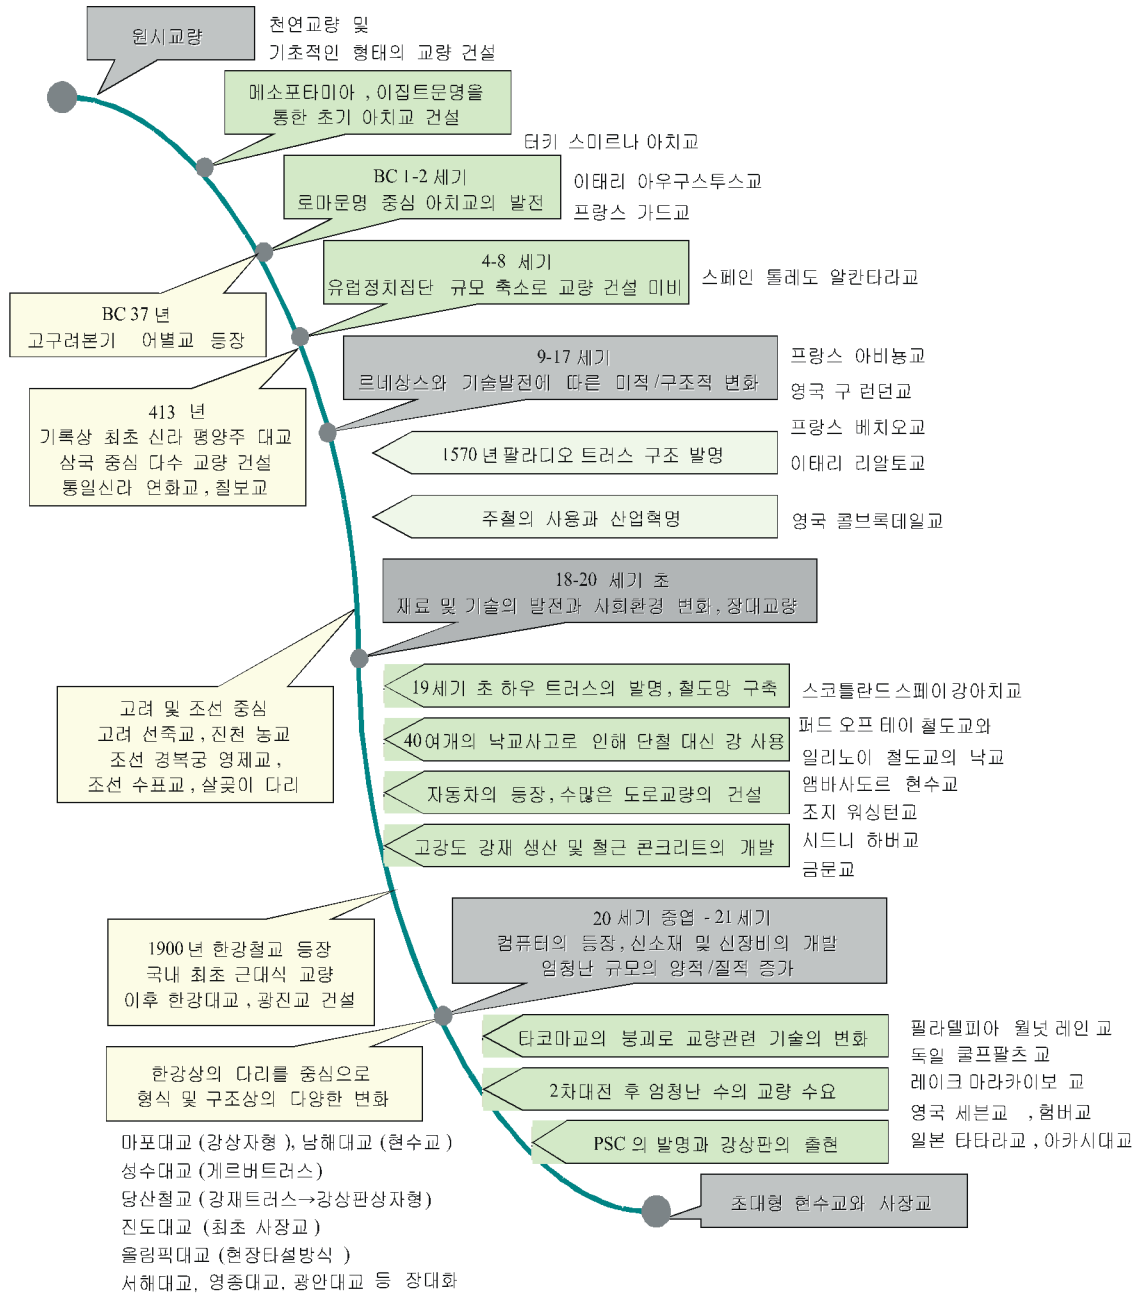 원시교량
천연교량 및
기초적인 형태의 교량 건설
메소포타미아 , 이집트문명을
통한 초기 아치교 건설
터키 스미르나 아치교
BC 1-2 세기
로마문명 중심 아치교의 발전
이태리 아우구스투스교
프랑스 가드교
4-8 세기
유럽정치집단 규모 축소로 교량 건설 미비
스페인 톨레도 알칸타라교
BC 37 년
고구려본기 어별교 등장
9-17 세기
르네상스와 기술발전에 따른 미적/구조적 변화
프랑스 아비뇽교
영국 구 런던교
프랑스 베치오교
이태리 리알토교
413 년
기록상 최초 신라 평양주 대교
삼국 중심 다수 교량 건설
통일신라 연화교 , 칠보교
1570 년 팔라디오 트러스 구조 발명
주철의 사용과 산업혁명
영국 콜브록데일교
18-20 세기 초
재료 및 기술의 발전과 사회환경 변화 , 장대교량
19세기 초 하우 트러스의 발명 , 철도망 구축
스코틀랜드 스페이 강아치교
고려 및 조선 중심
고려 선죽교 , 진천 농교
조선 경복궁 영제교 ,
조선 수표교 , 살곶이 다리
40여개의 낙교사고로 인해 단철 대신 강 사용
퍼드 오프 테이 철도교와
일리노이 철도교의 낙교
자동차의 등장 , 수많은 도로교량의 건설
앰바사도르 현수교
조지 워싱턴교
고강도 강재 생산 및 철근 콘크리트의 개발
시드니 하버교
금문교
1900 년 한강철교 등장
국내 최초 근대식 교량
이후 한강대교 , 광진교 건설
20 세기 중엽 - 21 세기
컴퓨터의 등장 , 신소재 및 신장비의 개발
엄청난 규모의 양적/질적 증가
타코마교의 붕괴로 교량관련 기술의 변화
필라델피아 월넛 레인 교
독일 쿨프팔츠 교
한강상의 다리를 중심으로
형식 및 구조상의 다양한 변화
2차대전 후 엄청난 수의 교량 수요
레이크 마라카이보 교
영국 세븐교 , 험버교
PSC 의 발명과 강상판의 출현
일본 타타라교 , 아카시대교
마포대교 (강상자형 ), 남해대교 (현수교 )
성수대교 (게르버트러스)
당산철교 (강재트러스→강상판상자형)
진도대교 (최초 사장교 )
올림픽대교 (현장타설방식 )
서해대교, 영종대교, 광안대교 등 장대화
초대형 현수교와 사장교